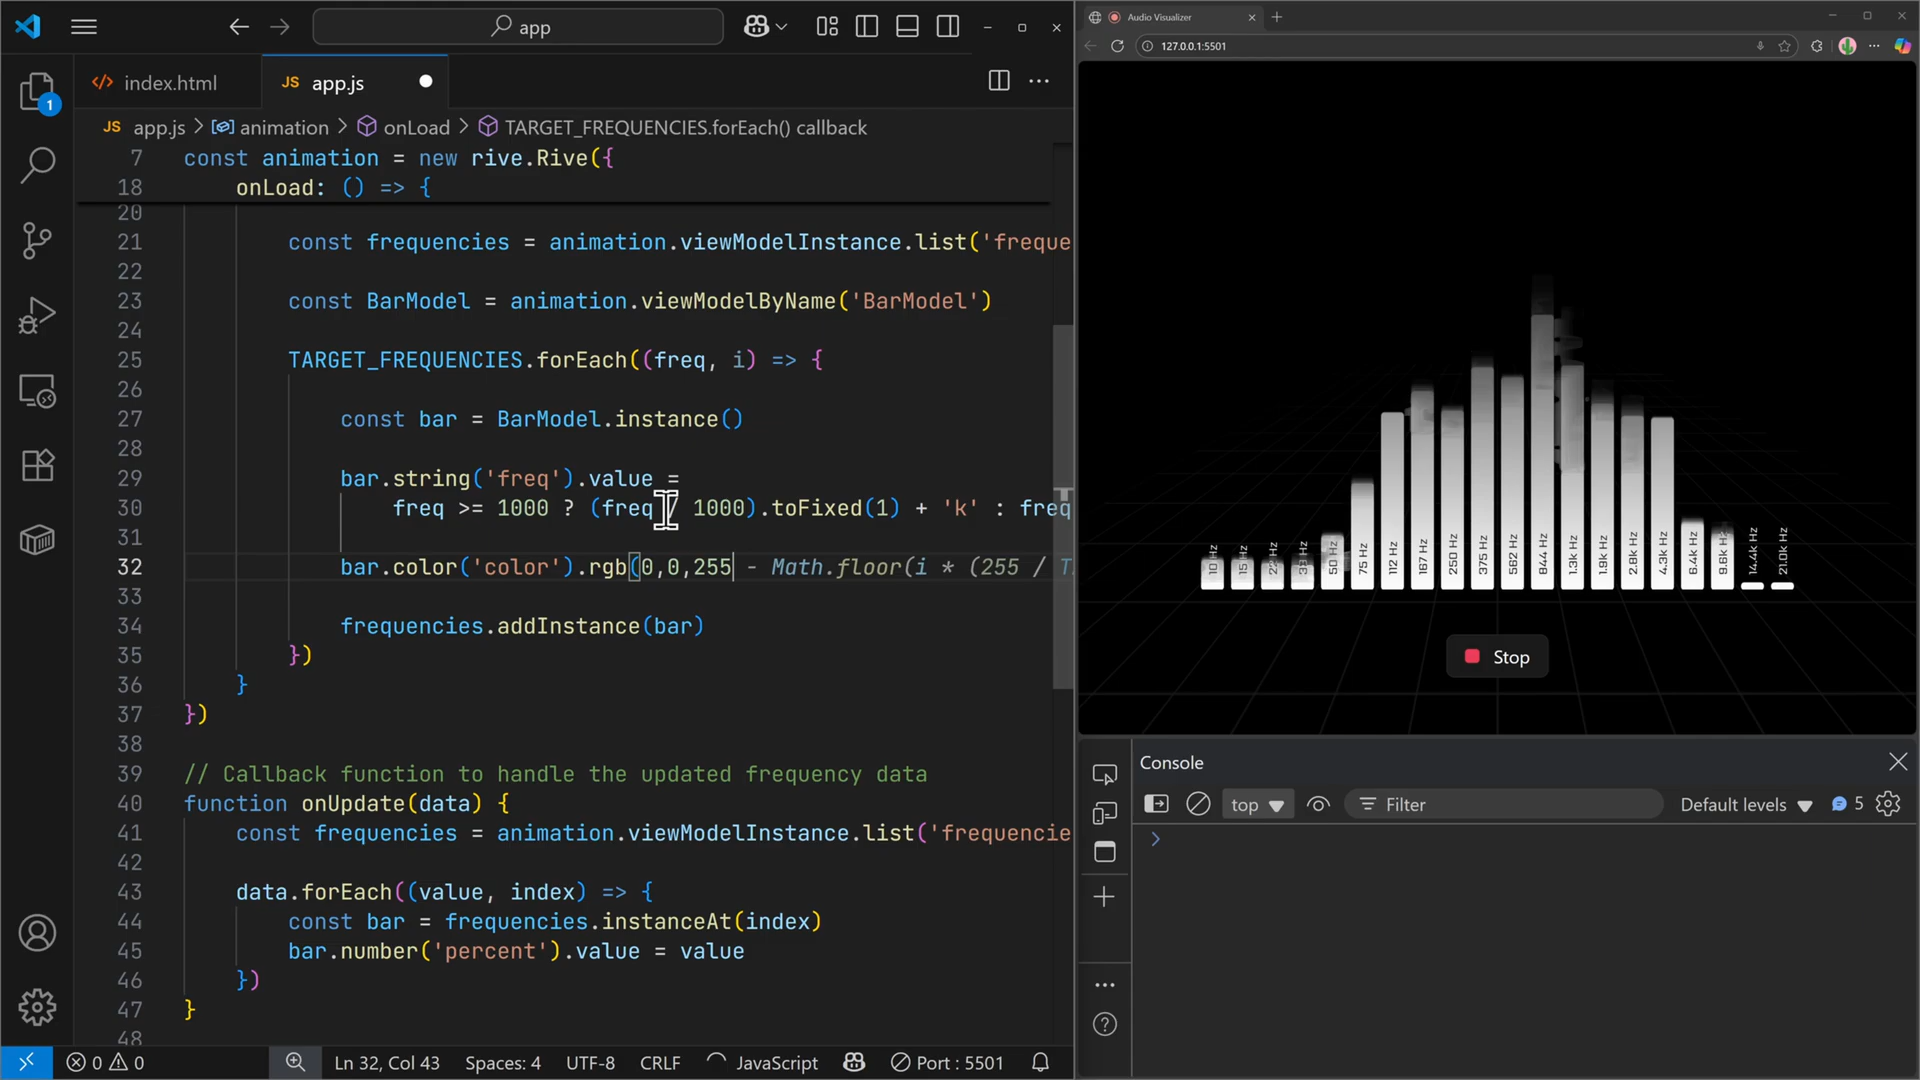 app
index.html
JS app.js
JS app.js > animation > onLoad > TARGET_FREQUENCIES.forEach() callback
7 const animation = new rive.Rive({
18 onLoad: () => {
20
21 const frequencies = animation.viewModelInstance.list('freque
22
23 const BarModel = animation.viewModelByName('BarModel')
24
25 TARGET_FREQUENCIES.forEach((freq, i) => {
26
27 const bar = BarModel.instance()
28
29 bar.string('freq').value =
30 freq >= 1000 ? (freq / 1000).toFixed(1) + 'k' : freq
31
32 bar.color('color').rgb(0,0,255 - Math.floor(i * (255 / T
33
34 frequencies.addInstance(bar)
35 })
36 }
37 })
38
39 // Callback function to handle the updated frequency data
40 function onUpdate(data) {
41 const frequencies = animation.viewModelInstance.list('frequencie
42
43 data.forEach((value, index) => {
44 const bar = frequencies.instanceAt(index)
45 bar.number('percent').value = value
46 })
47 }
48
1
0 0
Ln 32, Col 43
Spaces: 4
UTF-8
CRLF
JavaScript
Port : 5501
Audio Visualizer
127.0.0.1:5501
10 Hz
15 Hz
22 Hz
33 Hz
50 Hz
75 Hz
112 Hz
167 Hz
250 Hz
375 Hz
562 Hz
844 Hz
1.3k Hz
1.9k Hz
2.8k Hz
4.3k Hz
6.4k Hz
9.6k Hz
14.4k Hz
21.0k Hz
Stop
Console
top
Filter
Default levels
5